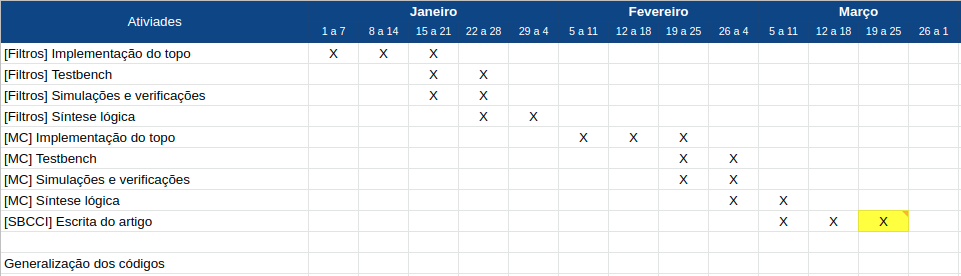 Ativiades Janeiro Fevereiro Março
1 a 7 8 a 14 15 a 21 22 a 28 29 a 4 5 a 11 12 a 18 19 a 25 26 a 4 5 a 11 12 a 18 19 a 25 26 a 1
[Filtros] Implementação do topo X X X
[Filtros] Testbench X X
[Filtros] Simulações e verificações X X
[Filtros] Síntese lógica X X
[MC] Implementação do topo X X X
[MC] Testbench X X
[MC] Simulações e verificações X X
[MC] Síntese lógica X X
[SBCCI] Escrita do artigo X X X
Generalização dos códigos